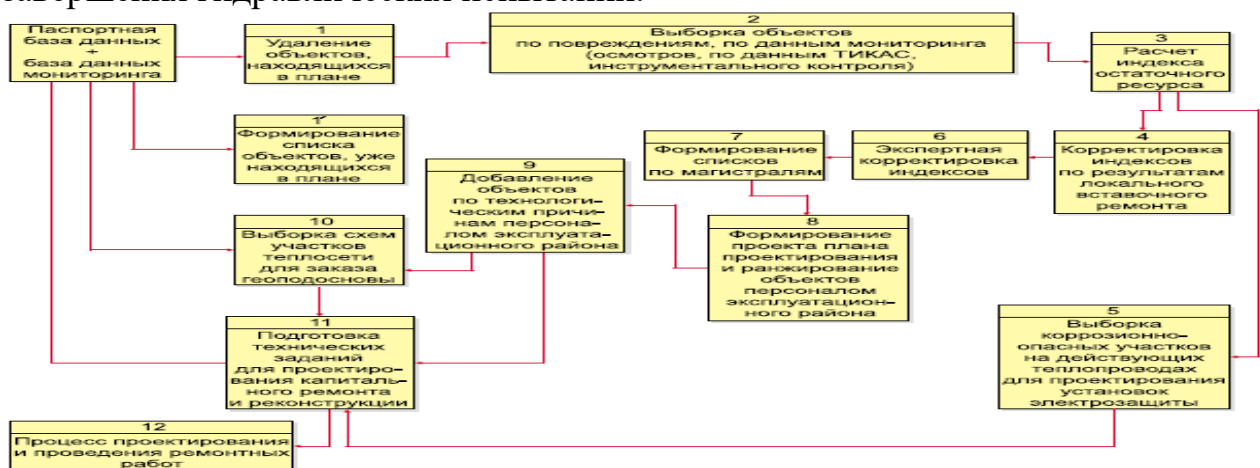 завершения гидравлических испытаний.
Паспортная
база данных
+
база данных
мониторинга
1
Удаление
объектов,
находящихся
в плане
2
Выборка объектов
по повреждениям, по данным мониторинга
(осмотров, по данным ТИКАС,
инструментального контроля)
3
Расчет
индекса
остаточного
ресурса
1'
Формирование
списка
объектов, уже
находящихся
в плане
9
Добавление
объектов
по технологи-
ческим причи-
нам персона-
лом эксплуата-
ционного района
7
Формирование
списков
по магистралям
6
Экспертная
корректировка
индексов
4
Корректировка
индексов
по результатам
локального
вставочного
ремонта
10
Выборка схем
участков
теплосети
для заказа
геоподосновы
8
Формирование
проекта плана
проектирования
и ранжирование
объектов
персоналом
эксплуатацион-
ного района
11
Подготовка
технических
заданий
для проектиро-
вания капиталь-
ного ремонта
и реконструкции
5
Выборка
коррозионно-
опасных участков
на действующих
теплопроводах
для проектирования
установок
электрозащиты
12
Процесс проектирования
и проведения ремонтных
работ